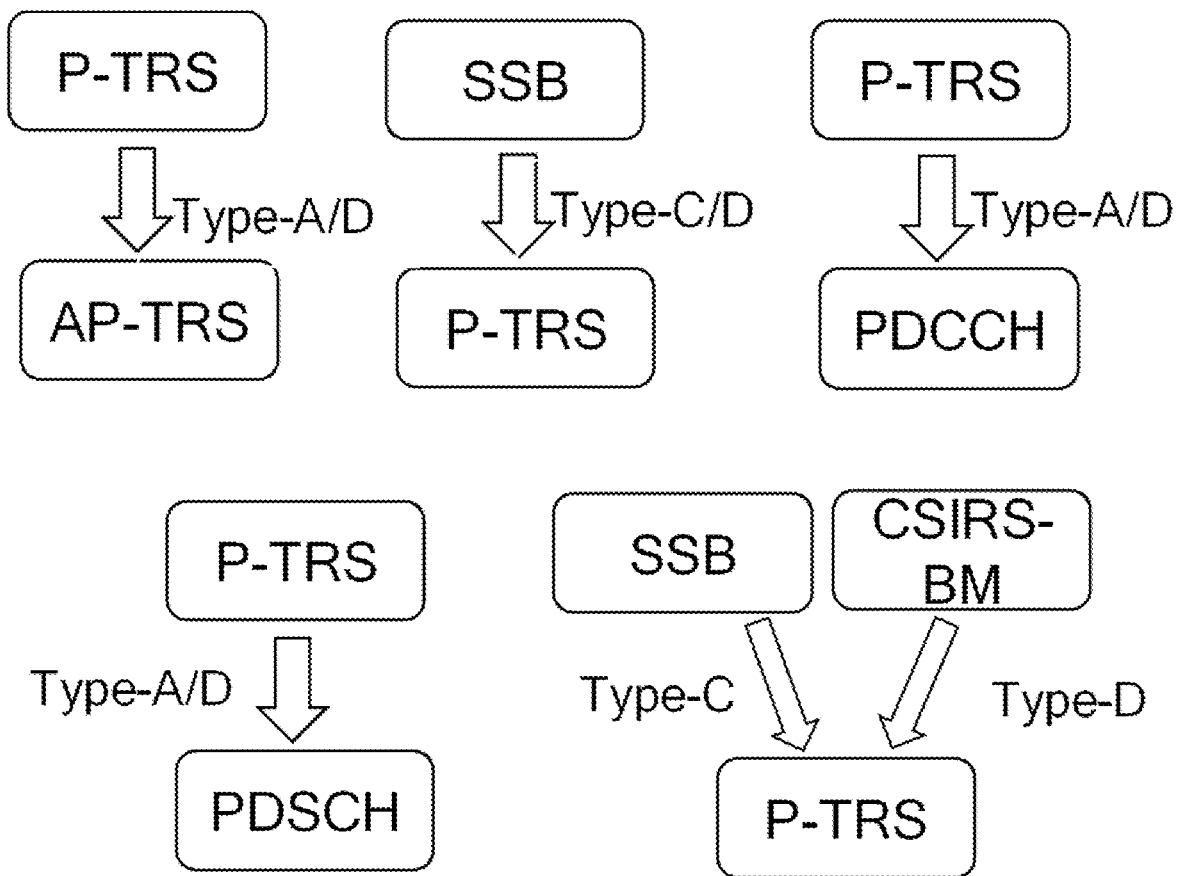 P-TRS
SSB
P-TRS
Type-A/D
Type-C/D
Type-A/D
AP-TRS
P-TRS
PDCCH
P-TRS
SSB
CSIRS-
BM
Type-A/D
Type-C
Type-D
PDSCH
P-TRS